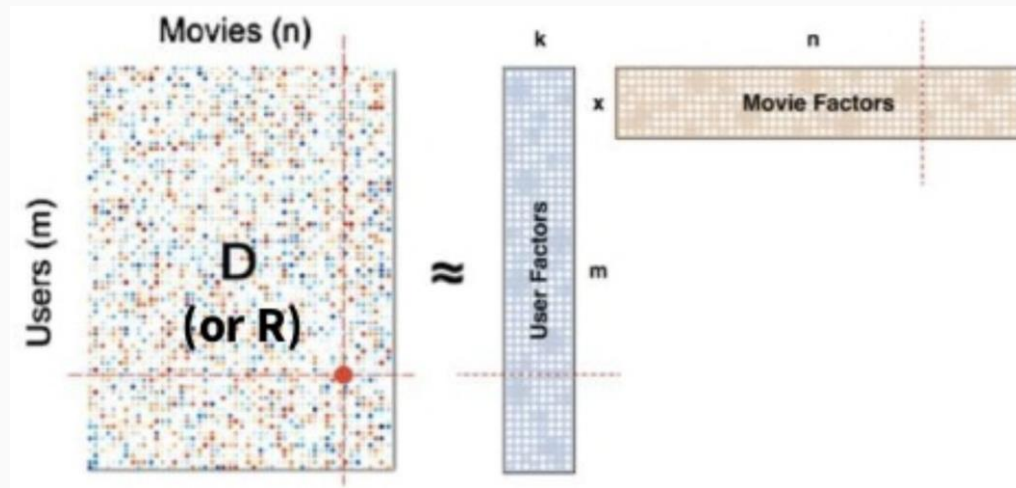 Movies (n)
Users (m)
D
(or R)
≈
k
User Factors
m
x
n
Movie Factors